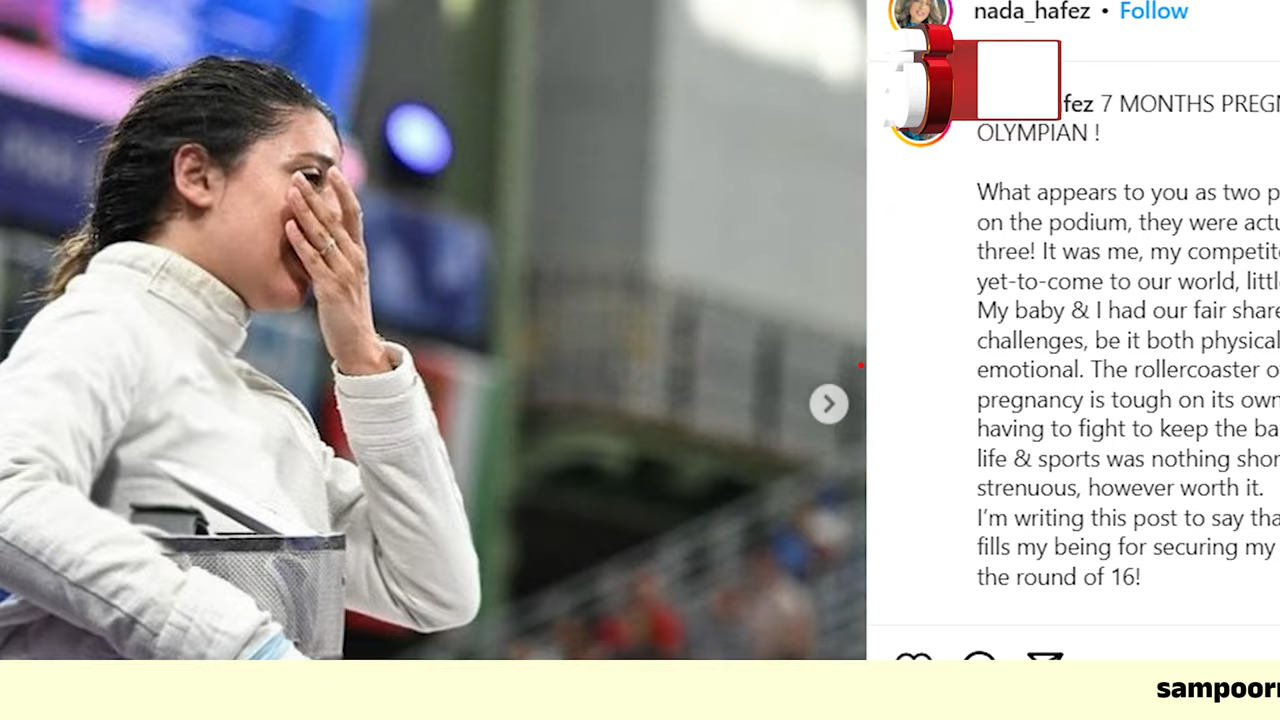 nada_hafez • Follow
fez 7 MONTHS PREGN
OLYMPIAN !
What appears to you as two p
on the podium, they were actu
three! It was me, my competit
yet-to-come to our world, littl
My baby & I had our fair share
challenges, be it both physical
emotional. The rollercoaster o
pregnancy is tough on its own
having to fight to keep the ba
life & sports was nothing shor
strenuous, however worth it.
I'm writing this post to say tha
fills my being for securing my
the round of 16!
sampoorn